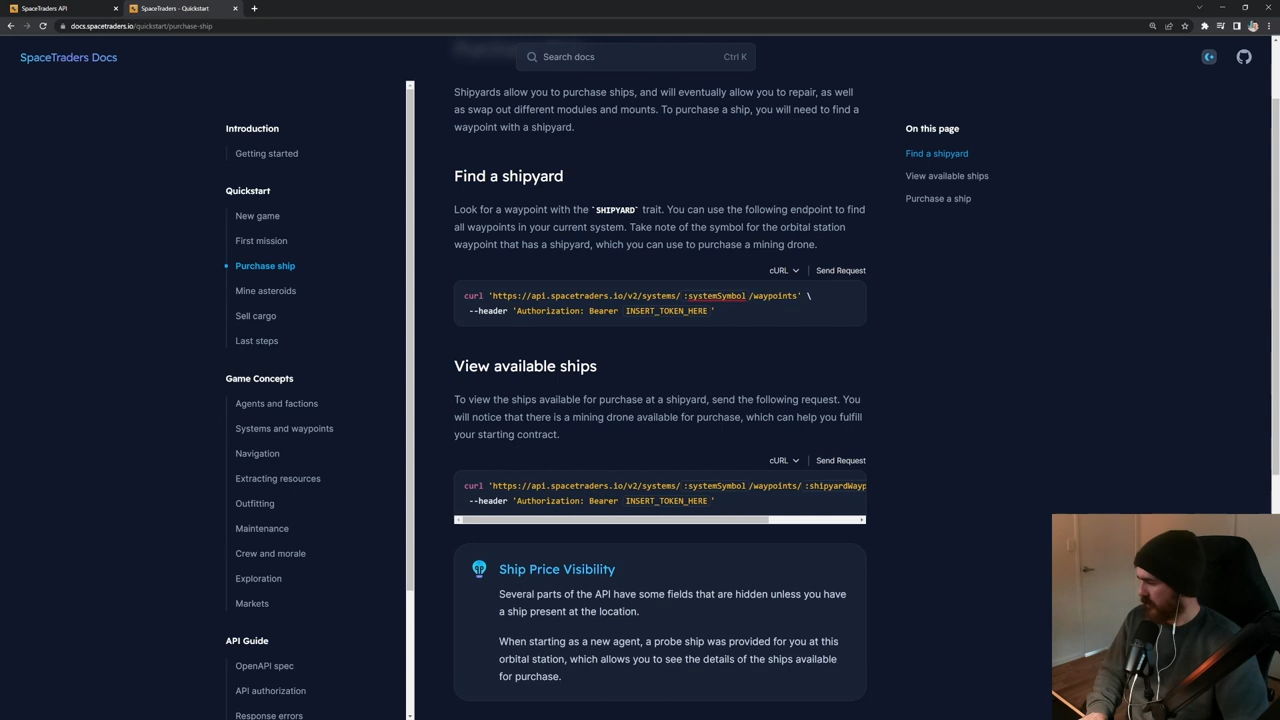 SpaceTraders API
SpaceTraders - Quickstart
docs.spacetraders.io/quickstart/purchase-ship
SpaceTraders Docs
Search docs
Ctrl K
Introduction
Getting started
Quickstart
New game
First mission
Purchase ship
Mine asteroids
Sell cargo
Last steps
Game Concepts
Agents and factions
Systems and waypoints
Navigation
Extracting resources
Outfitting
Maintenance
Crew and morale
Exploration
Markets
API Guide
OpenAPI spec
API authorization
Response errors
Shipyards allow you to purchase ships, and will eventually allow you to repair, as well
as swap out different modules and mounts. To purchase a ship, you will need to find a
waypoint with a shipyard.
Find a shipyard
Look for a waypoint with the `SHIPYARD` trait. You can use the following endpoint to find
all waypoints in your current system. Take note of the symbol for the orbital station
waypoint that has a shipyard, which you can use to purchase a mining drone.
cURL
Send Request
curl 'https://api.spacetraders.io/v2/systems/ :systemSymbol /waypoints' \
--header 'Authorization: Bearer INSERT_TOKEN_HERE '
View available ships
To view the ships available for purchase at a shipyard, send the following request. You
will notice that there is a mining drone available for purchase, which can help you fulfill
your starting contract.
cURL
Send Request
curl 'https://api.spacetraders.io/v2/systems/ :systemSymbol /waypoints/ :shipyardWayp
--header 'Authorization: Bearer INSERT_TOKEN_HERE '
Ship Price Visibility
Several parts of the API have some fields that are hidden unless you have
a ship present at the location.
When starting as a new agent, a probe ship was provided for you at this
orbital station, which allows you to see the details of the ships available
for purchase.
On this page
Find a shipyard
View available ships
Purchase a ship